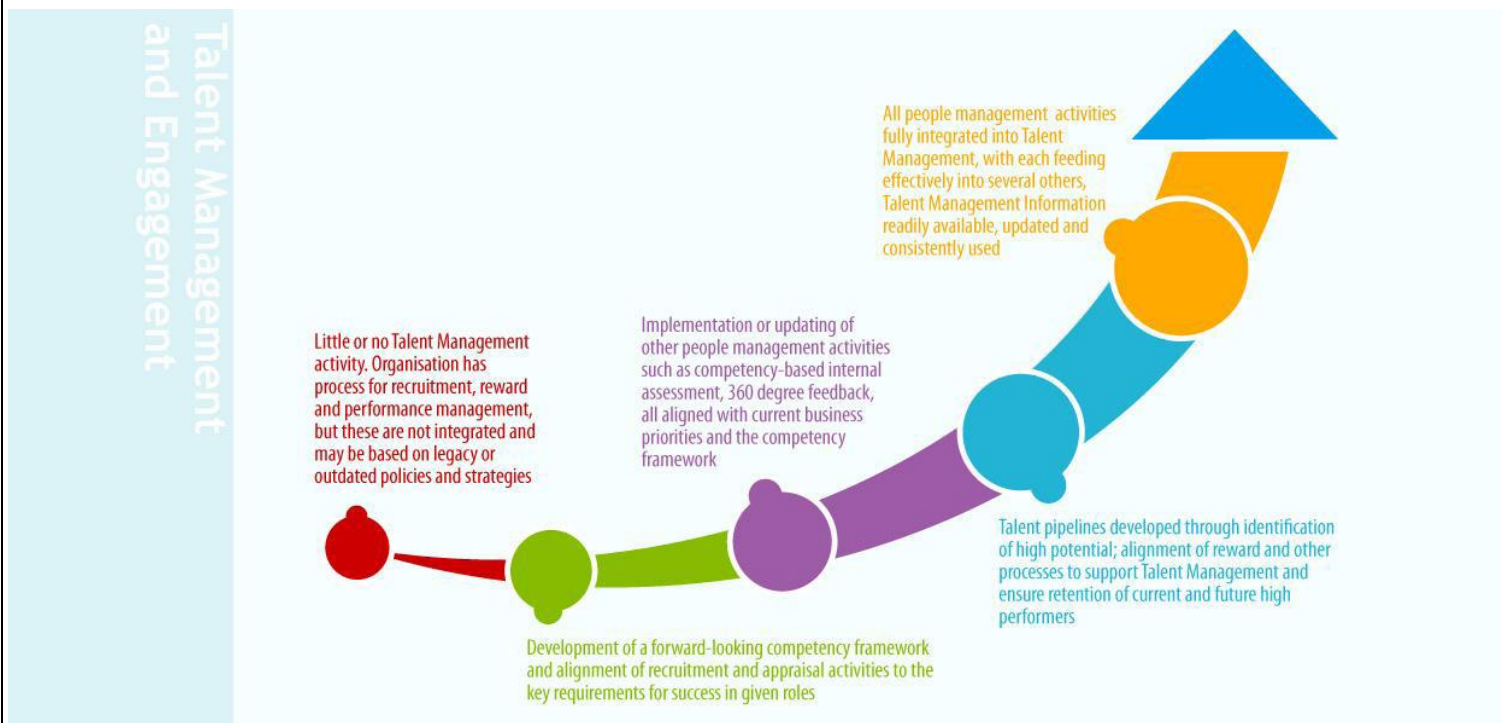 Talent Management
and Engagement
Little or no Talent Management
activity. Organisation has
process for recruitment, reward
and performance management,
but these are not integrated and
may be based on legacy or
outdated policies and strategies
Development of a forward-looking competency framework
and alignment of recruitment and appraisal activities to the
key requirements for success in given roles
Implementation or updating of
other people management activities
such as competency-based internal
assessment, 360 degree feedback,
all aligned with current business
priorities and the competency
framework
Talent pipelines developed through identification
of high potential; alignment of reward and other
processes to support Talent Management and
ensure retention of current and future high
performers
All people management activities
fully integrated into Talent
Management, with each feeding
effectively into several others,
Talent Management Information
readily available, updated and
consistently used